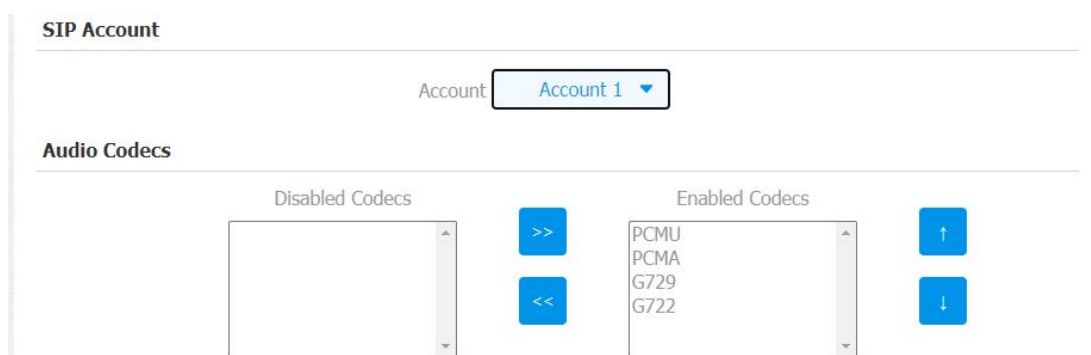 SIP Account
Account Account 1
Audio Codecs
Disabled Codecs Enabled Codecs
>> PCMU ↑
PCMA
G729
<< G722 ↓